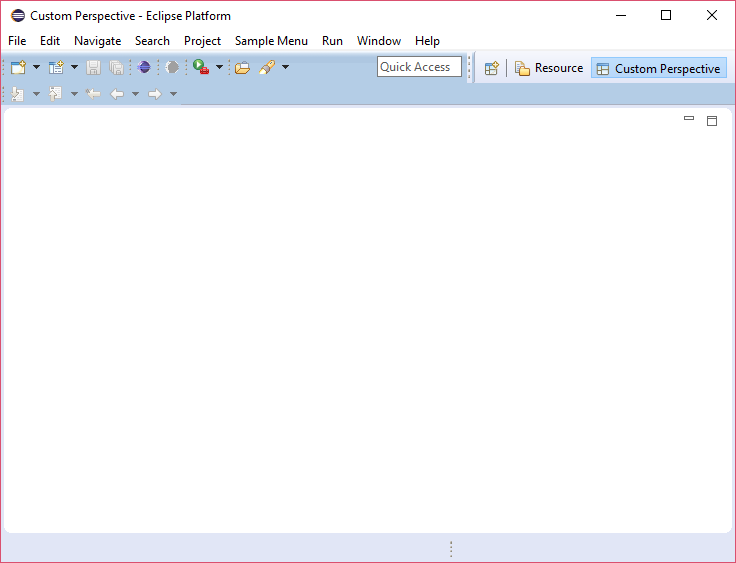 Custom Perspective - Eclipse Platform
File Edit Navigate Search Project Sample Menu Run Window Help
Quick Access Resource Custom Perspective